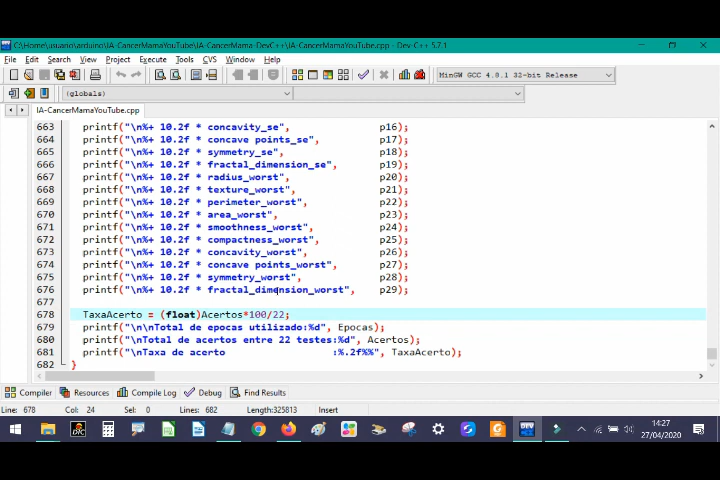 C:\Home\usuario\arduino\IA-CancerMamaYouTube\IA-CancerMama-DevC++\IA-CancerMamaYouTube.cpp - Dev-C++ 5.7.1
File Edit Search View Project Execute Tools CVS Window Help
MinGW GCC 4.8.1 32-bit Release
(globals)
IA-CancerMamaYouTube.cpp
663 printf("\n%+ 10.2f * concavity_se", p16);
664 printf("\n%+ 10.2f * concave points_se", p17);
665 printf("\n%+ 10.2f * symmetry_se", p18);
666 printf("\n%+ 10.2f * fractal_dimension_se", p19);
667 printf("\n%+ 10.2f * radius_worst", p20);
668 printf("\n%+ 10.2f * texture_worst", p21);
669 printf("\n%+ 10.2f * perimeter_worst", p22);
670 printf("\n%+ 10.2f * area_worst", p23);
671 printf("\n%+ 10.2f * smoothness_worst", p24);
672 printf("\n%+ 10.2f * compactness_worst", p25);
673 printf("\n%+ 10.2f * concavity_worst", p26);
674 printf("\n%+ 10.2f * concave points_worst", p27);
675 printf("\n%+ 10.2f * symmetry_worst", p28);
676 printf("\n%+ 10.2f * fractal_dimension_worst", p29);
677
678 TaxaAcerto = (float)Acertos*100/22;
679 printf("\n\nTotal de epocas utilizado:%d", Epocas);
680 printf("\nTotal de acertos entre 22 testes:%d", Acertos);
681 printf("\nTaxa de acerto :%.2f%%", TaxaAcerto);
682 }
Compiler Resources Compile Log Debug Find Results
Line: 678 Col: 24 Sel: 0 Lines: 682 Length:325813 Insert
14:27
27/04/2020